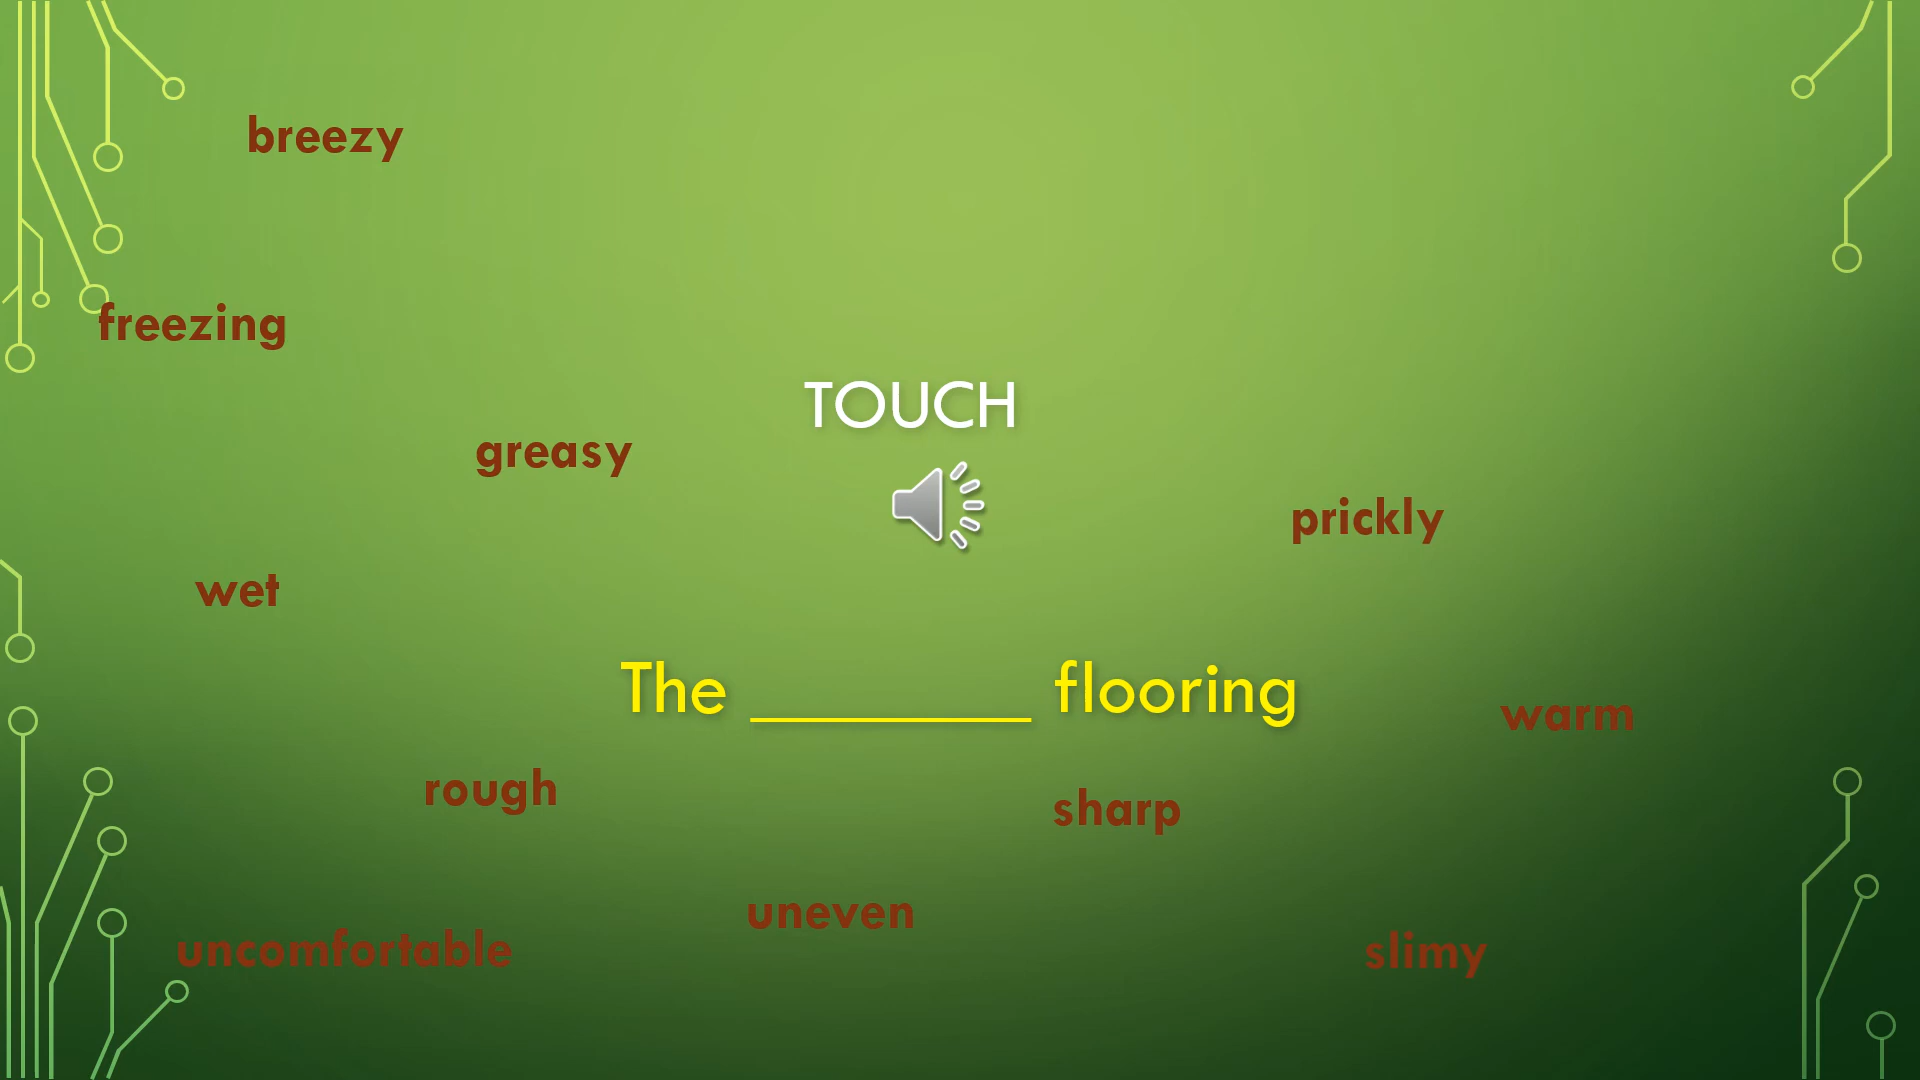 breezy
freezing
TOUCH
greasy
prickly
wet
The ________ flooring
warm
rough
sharp
uneven
uncomfortable
slimy